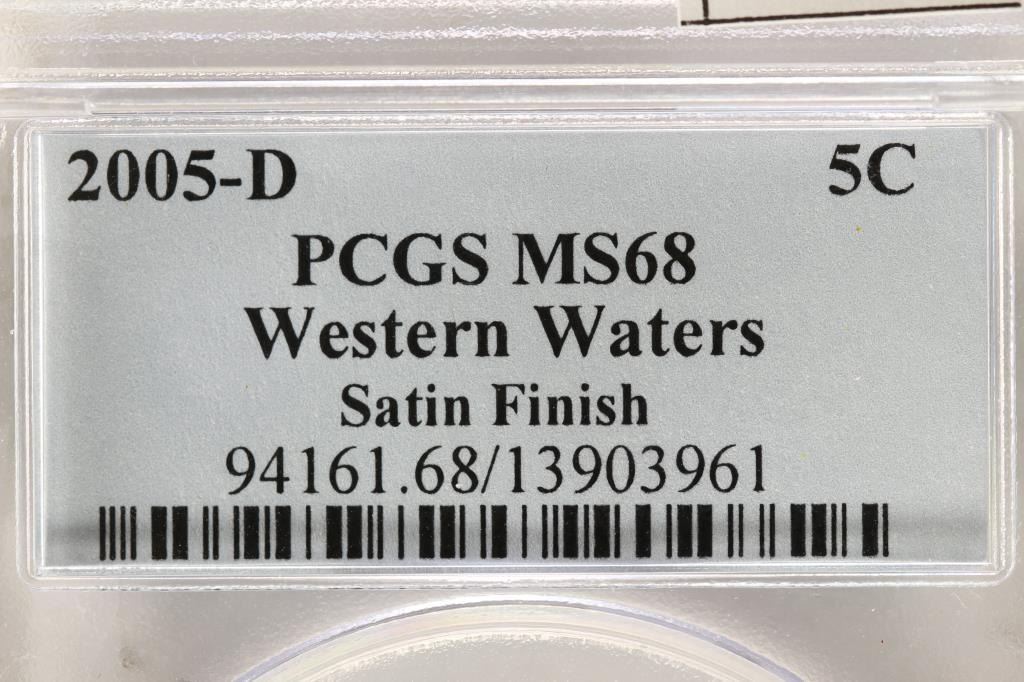 2005-D 5C
PCGS MS68
Western Waters
Satin Finish
94161.68/13903961